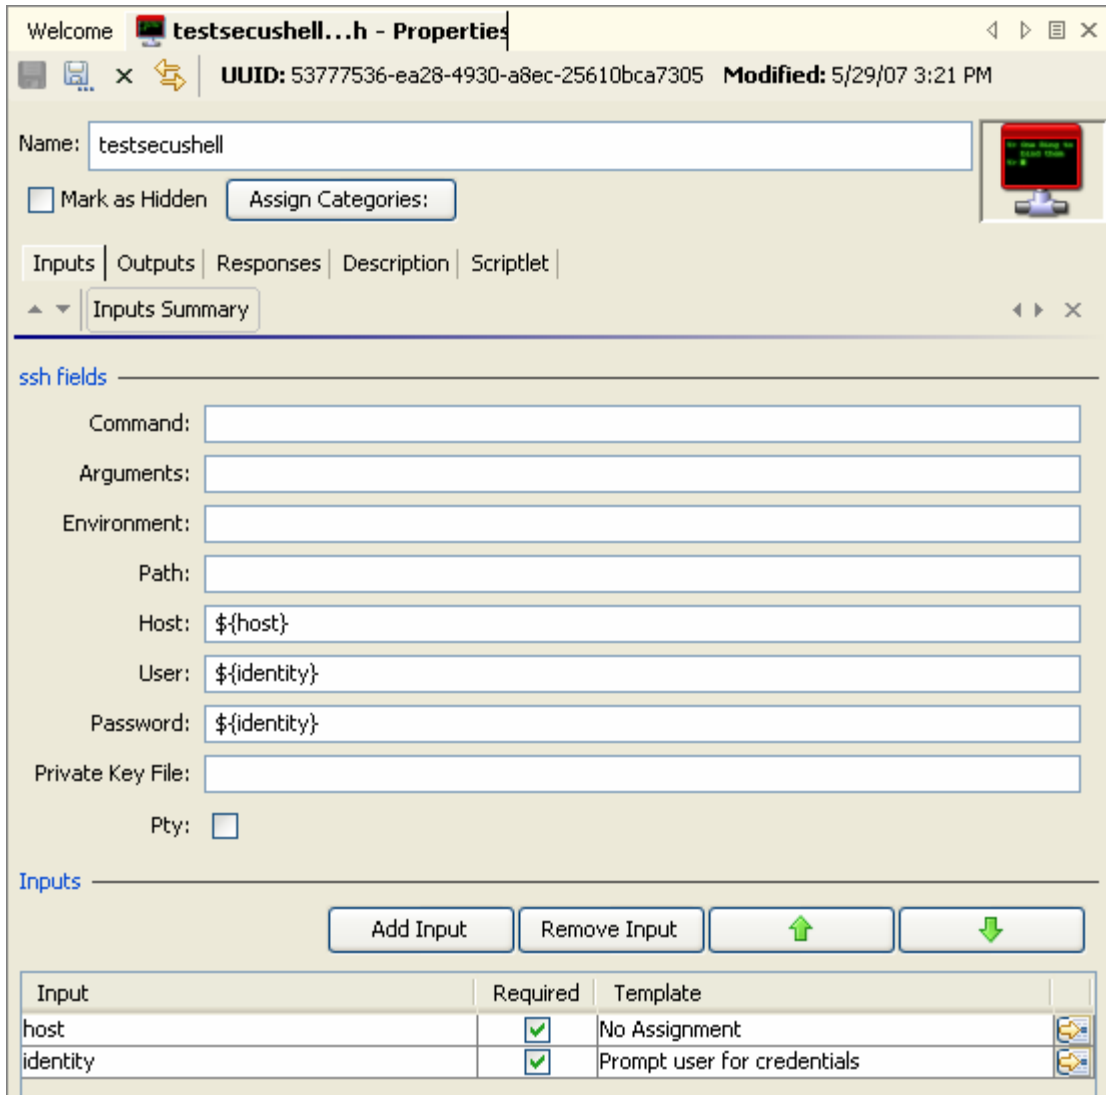 Welcome testsecushell...h - Properties
UUID: 53777536-ea28-4930-a8ec-25610bca7305 Modified: 5/29/07 3:21 PM
Name: testsecushell
Mark as Hidden Assign Categories:
Inputs Outputs Responses Description Scriptlet
Inputs Summary
ssh fields
Command:
Arguments:
Environment:
Path:
Host: ${host}
User: ${identity}
Password: ${identity}
Private Key File:
Pty:
Inputs
Add Input Remove Input
Input Required Template
host No Assignment
identity Prompt user for credentials